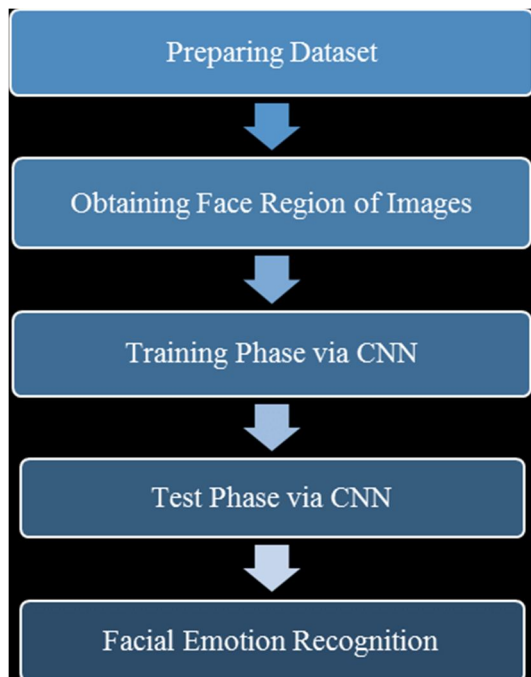 Preparing Dataset
Obtaining Face Region of Images
Training Phase via CNN
Test Phase via CNN
Facial Emotion Recognition